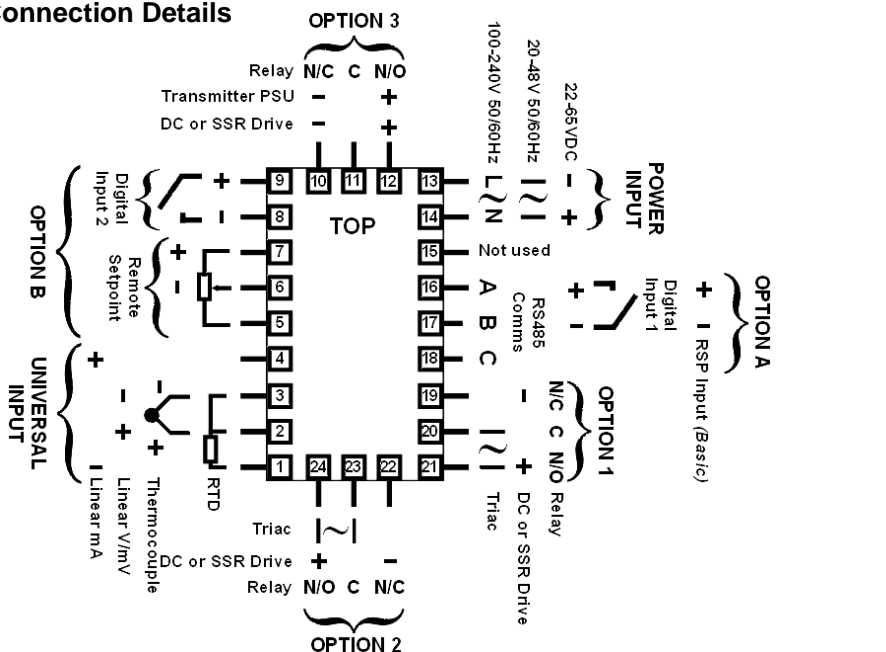 onnection Details
OPTION 3
Relay N/C C N/O
Transmitter PSU – +
DC or SSR Drive – +
100-240V 50/60Hz
20-48V 50/60Hz
22-65VDC
POWER
INPUT
L ~ N
~
– +
9 10 11 12 13
8 14
7 15
6 16
5 17
4 18
3 19
2 20
1 24 23 22 21
TOP
Digital
Input 2
+
–
OPTION B
Remote
Setpoint
+
–
UNIVERSAL
INPUT
+
– Linear mA
– + Linear V/mV
– + Thermocouple
RTD
Not used
A
B
C
RS485
Comms
+
–
Digital
Input 1
+
– RSP Input (Basic)
OPTION A
OPTION 1
N/C C N/O Relay
– + DC or SSR Drive
~ Triac
Triac ~
DC or SSR Drive + –
Relay N/O C N/C
OPTION 2